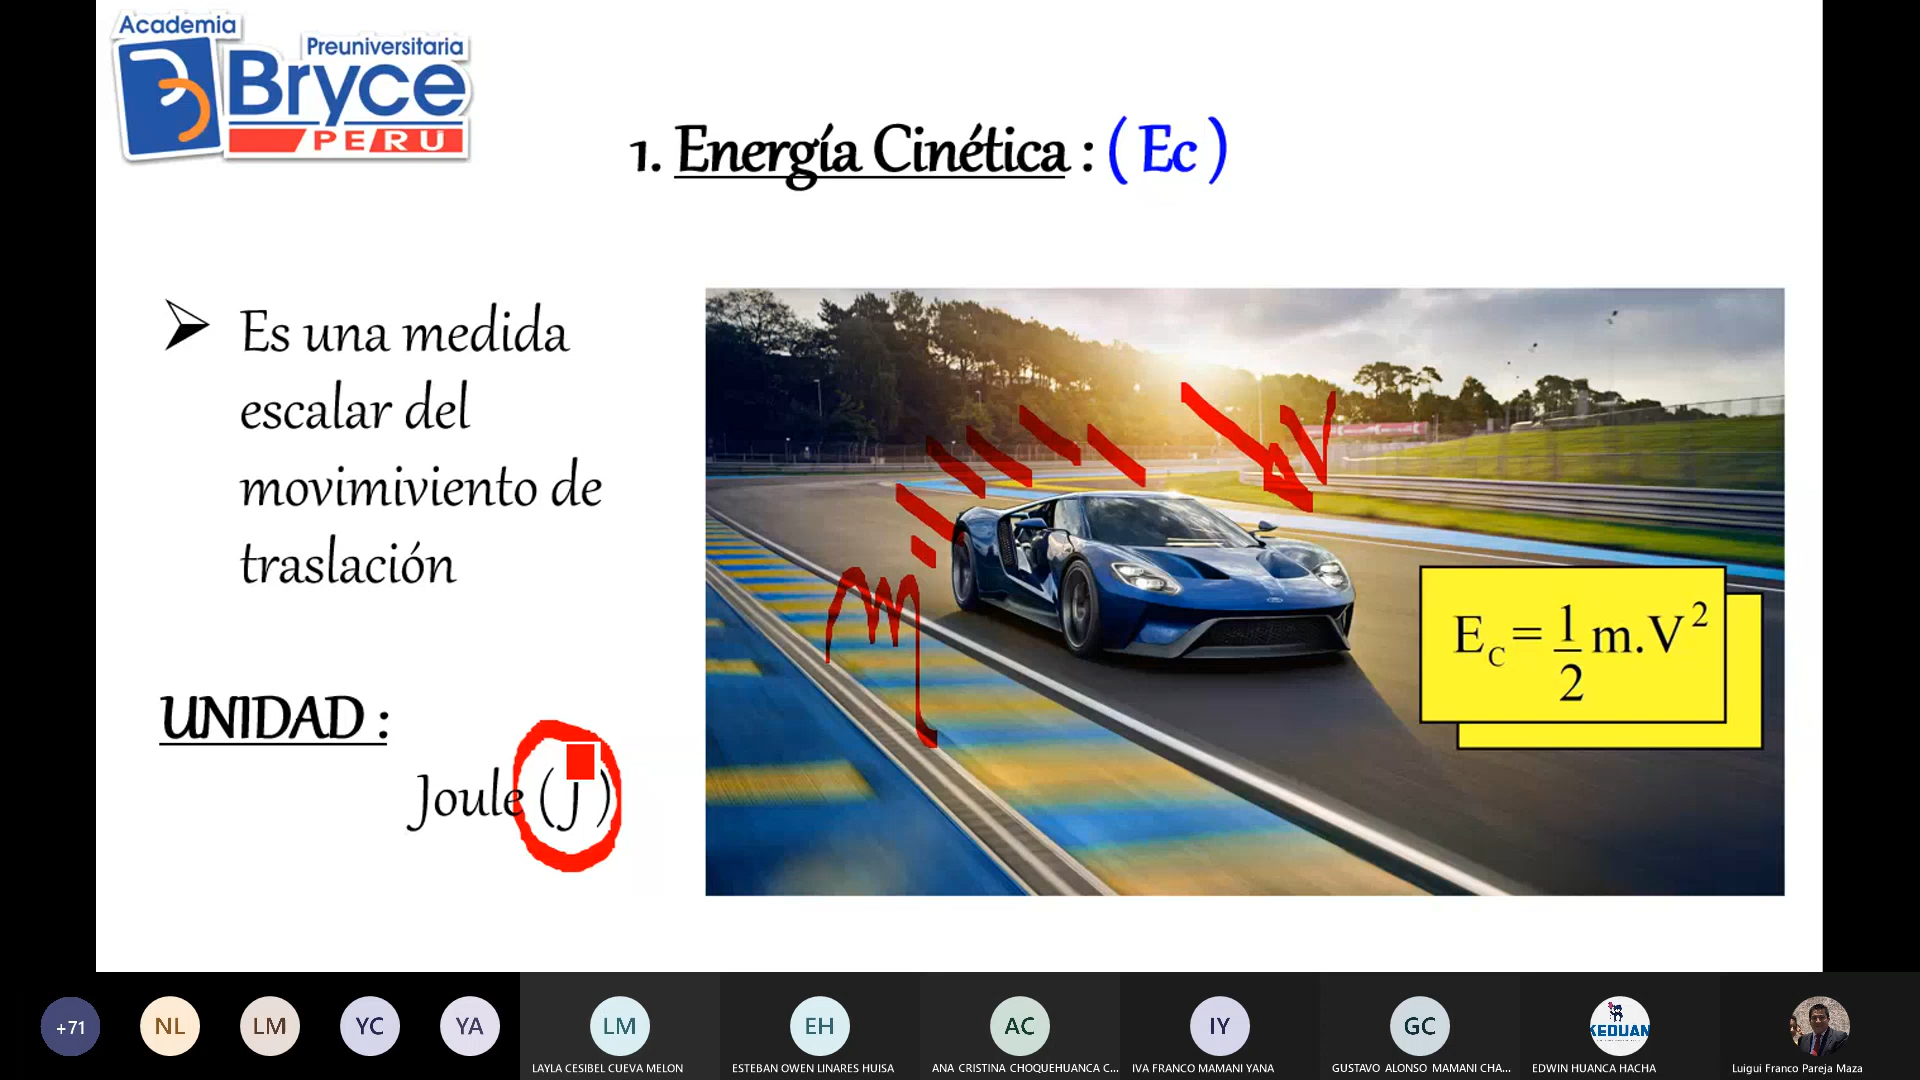 Academia
Preuniversitaria
Bryce
PERU
1. Energía Cinética : ( Ec )
Es una medida
escalar del
movimiviento de
traslación
m
V
E_C = 1/2 m.V²
UNIDAD :
Joule ( J )
+71
NL
LM
YC
YA
LM
EH
AC
IY
GC
KEDUAN
LAYLA CESIBEL CUEVA MELON
ESTEBAN OWEN LINARES HUISA
ANA CRISTINA CHOQUEHUANCA C...
IVA FRANCO MAMANI YANA
GUSTAVO ALONSO MAMANI CHA...
EDWIN HUANCA HACHA
Luigui Franco Pareja Maza